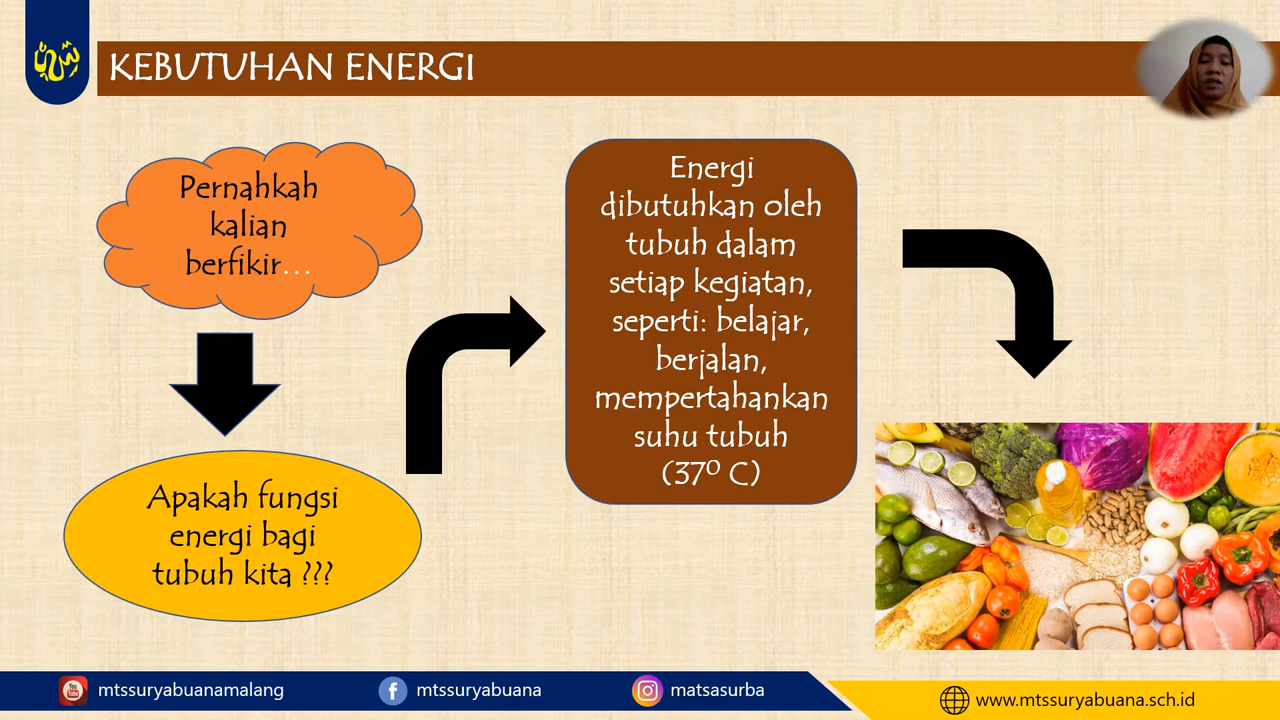 KEBUTUHAN ENERGI
Pernahkah
kalian
berfikir...
Apakah fungsi
energi bagi
tubuh kita ???
Energi
dibutuhkan oleh
tubuh dalam
setiap kegiatan,
seperti: belajar,
berjalan,
mempertahankan
suhu tubuh
(37⁰ C)
mtssuryabuanamalang
mtssuryabuana
matsasurba
www.mtssuryabuana.sch.id